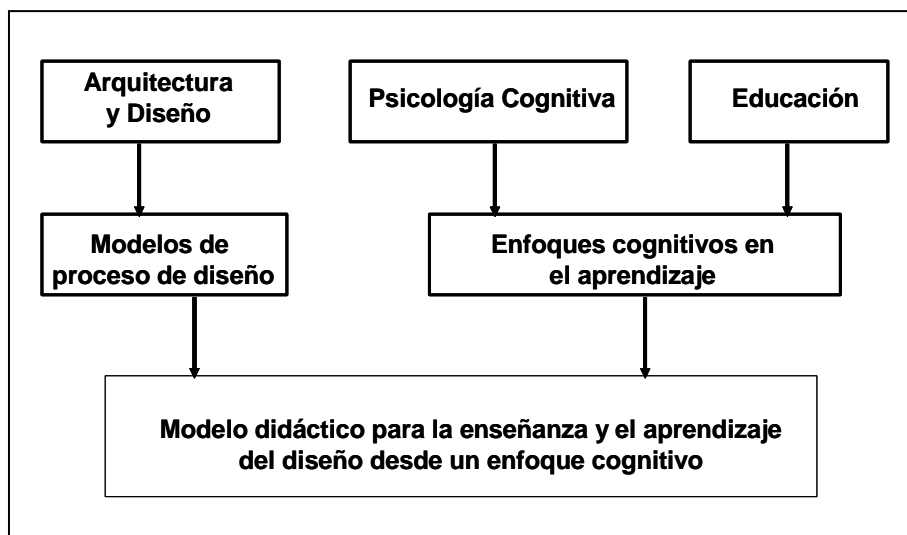 Arquitectura
y Diseño
Psicología Cognitiva
Educación
Modelos de
proceso de diseño
Enfoques cognitivos en
el aprendizaje
Modelo didáctico para la enseñanza y el aprendizaje
del diseño desde un enfoque cognitivo